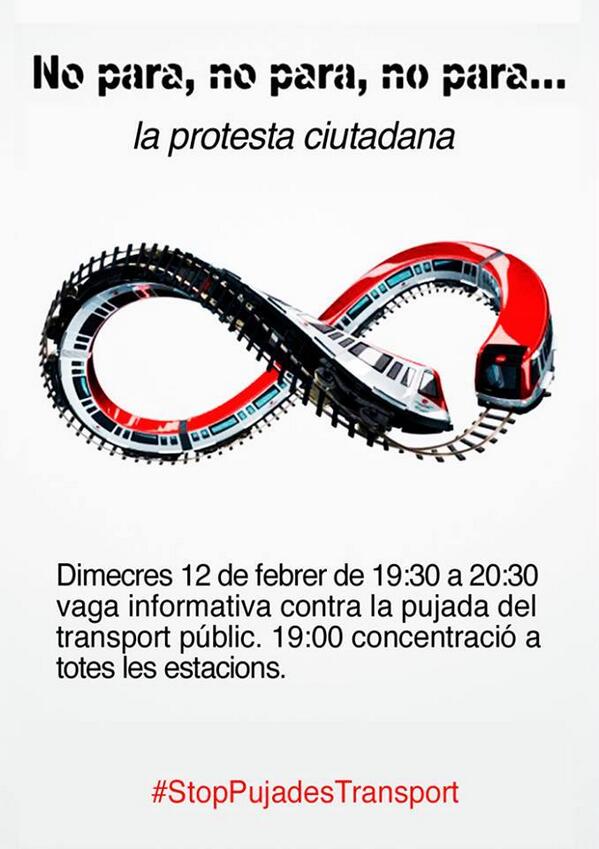 No para, no para, no para...
la protesta ciutadana
Dimecres 12 de febrer de 19:30 a 20:30
vaga informativa contra la pujada del
transport públic. 19:00 concentració a
totes les estacions.
#StopPujadesTransport